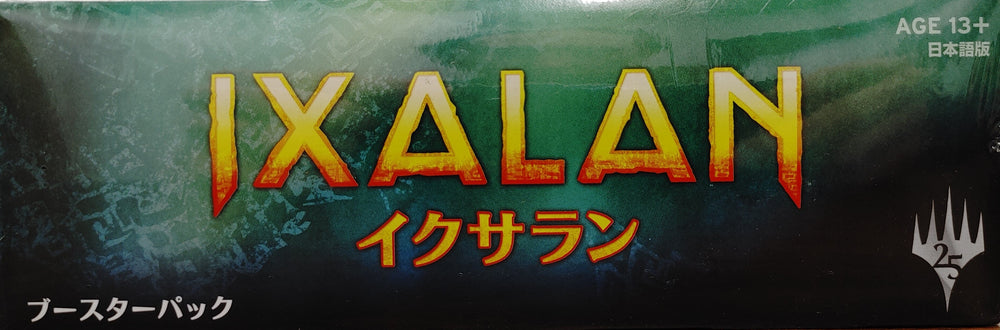 AGE 13+
日本語版
IXALAN
イクサラン
25
ブースターパック